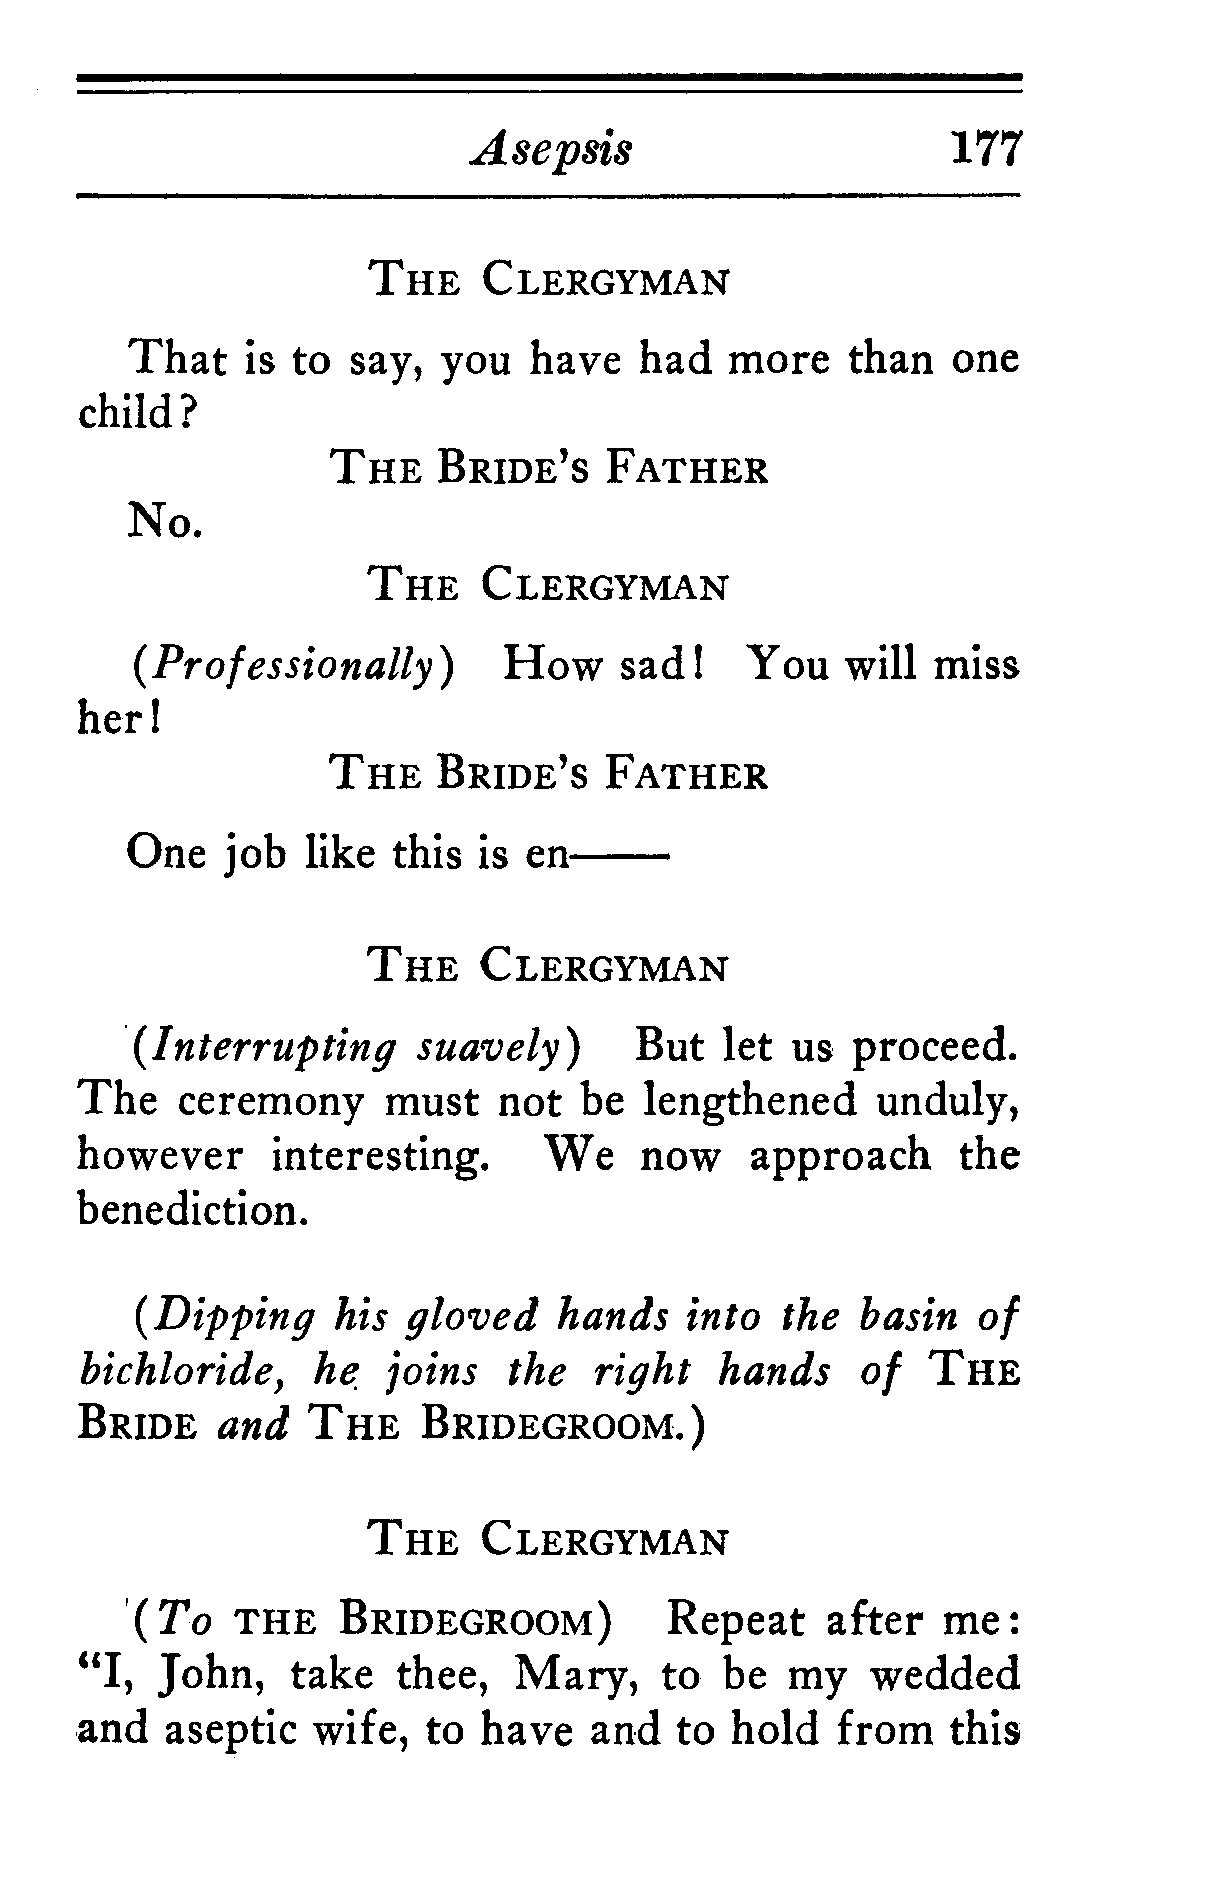 Asepsis 177
THE CLERGYMAN
That is to say, you have had more than one
child?
THE BRIDE'S FATHER
No.
THE CLERGYMAN
(Professionally) How sad! You will miss
her!
THE BRIDE'S FATHER
One job like this is en——
THE CLERGYMAN
(Interrupting suavely) But let us proceed.
The ceremony must not be lengthened unduly,
however interesting. We now approach the
benediction.
(Dipping his gloved hands into the basin of
bichloride, he joins the right hands of THE
BRIDE and THE BRIDEGROOM.)
THE CLERGYMAN
(To THE BRIDEGROOM) Repeat after me:
“I, John, take thee, Mary, to be my wedded
and aseptic wife, to have and to hold from this